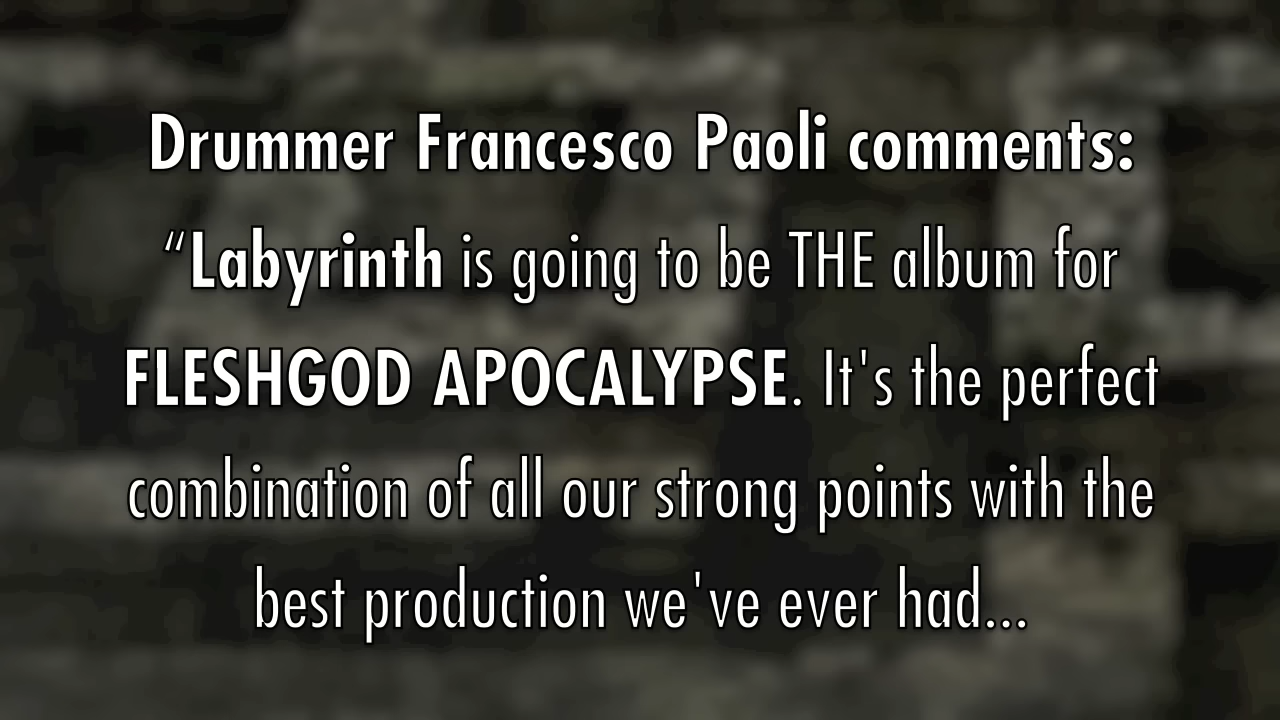 Drummer Francesco Paoli comments:
“Labyrinth is going to be THE album for
FLESHGOD APOCALYPSE. It's the perfect
combination of all our strong points with the
best production we've ever had...